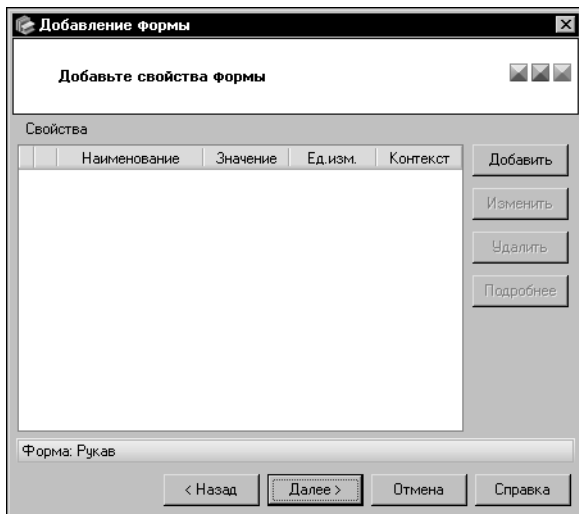 Добавление формы
Добавьте свойства формы
Свойства
Наименование Значение Ед.изм. Контекст
Добавить
Изменить
Удалить
Подробнее
Форма: Рукав
< Назад Далее > Отмена Справка